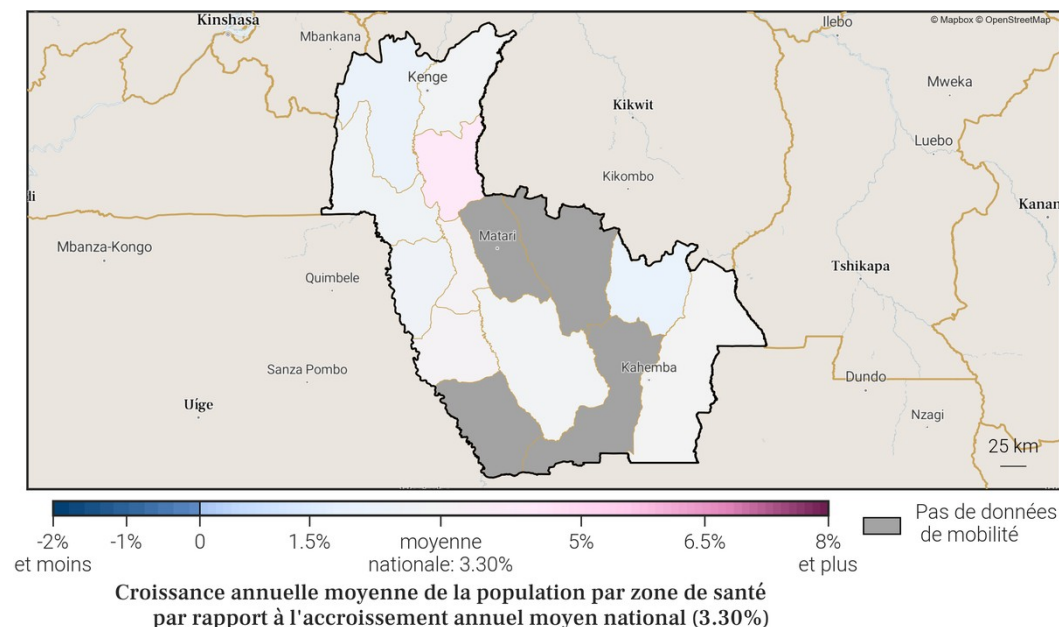 Kinshasa
Mbankana
Ilebo
© Mapbox © OpenStreetMap
Kenge
Mweka
Kikwit
Luebo
Kikombo
li
Kanan
Matari
Mbanza-Kongo
Quimbele
Tshikapa
Sanza Pombo
Kahemba
Dundo
Uíge
Nzagi
25 km
-2%
et moins
-1%
0
1.5%
moyenne
nationale: 3.30%
5%
6.5%
8%
et plus
Pas de données
de mobilité
Croissance annuelle moyenne de la population par zone de santé
par rapport à l'accroissement annuel moyen national (3.30%)